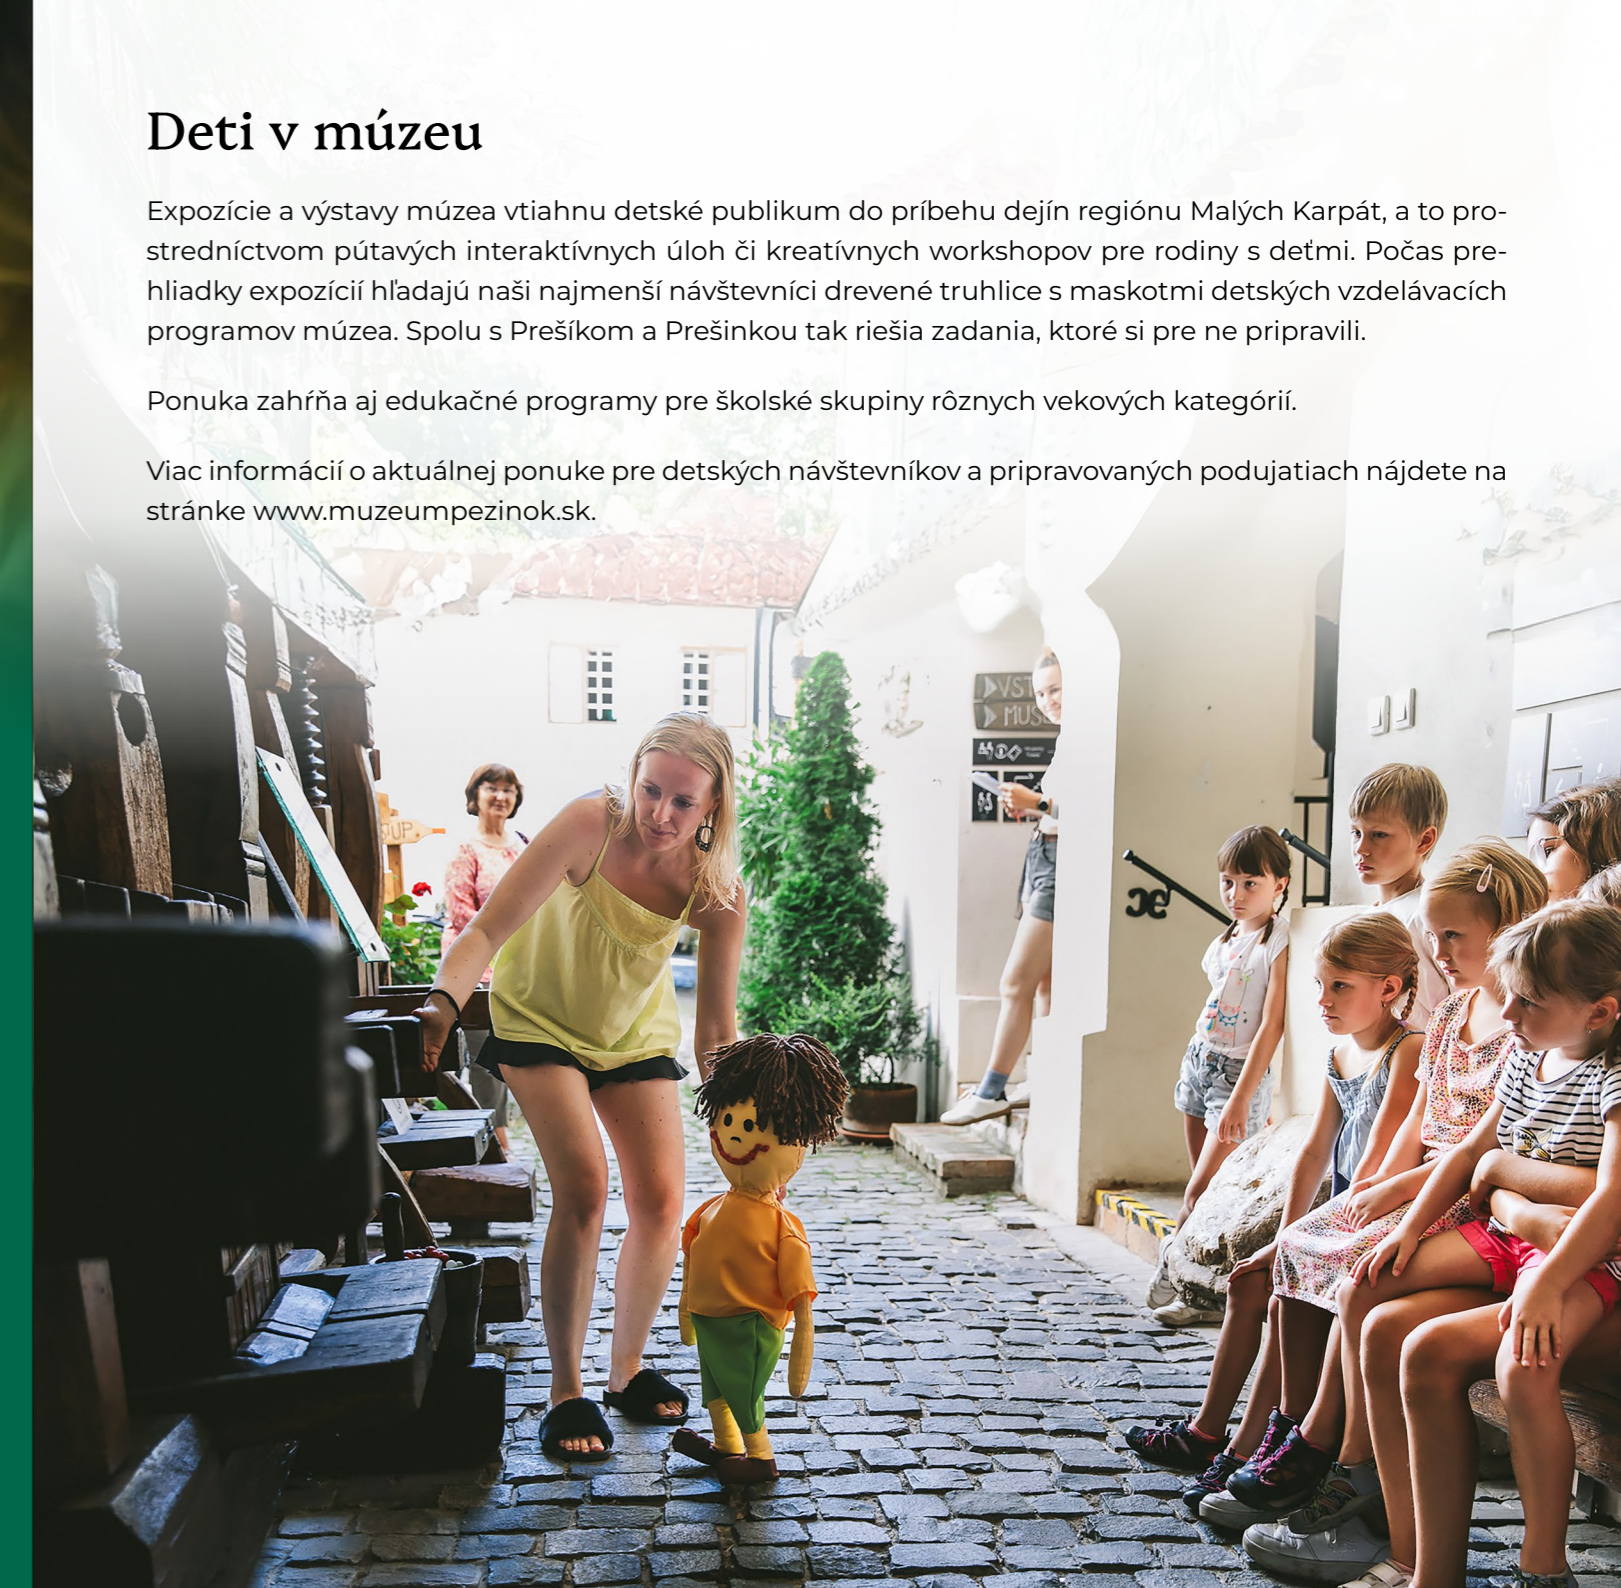 Deti v múzeu
Expozície a výstavy múzea vtiahnu detské publikum do príbehu dejín regiónu Malých Karpát, a to pro-
stredníctvom pútavých interaktívnych úloh či kreatívnych workshopov pre rodiny s deťmi. Počas pre-
hliadky expozícií hľadajú naši najmenší návštevníci drevené truhlice s maskotmi detských vzdelávacích
programov múzea. Spolu s Prešíkom a Prešinkou tak riešia zadania, ktoré si pre ne pripravili.
Ponuka zahŕňa aj edukačné programy pre školské skupiny rôznych vekových kategórií.
Viac informácií o aktuálnej ponuke pre detských návštevníkov a pripravovaných podujatiach nájdete na
stránke www.muzeumpezinok.sk.
VST
MUS